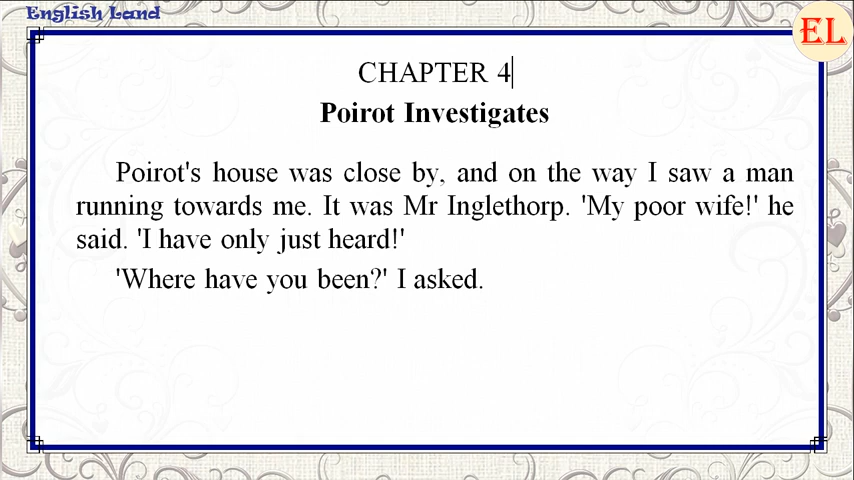 English Land
EL
CHAPTER 4
Poirot Investigates
Poirot's house was close by, and on the way I saw a man
running towards me. It was Mr Inglethorp. 'My poor wife!' he
said. 'I have only just heard!'
'Where have you been?' I asked.